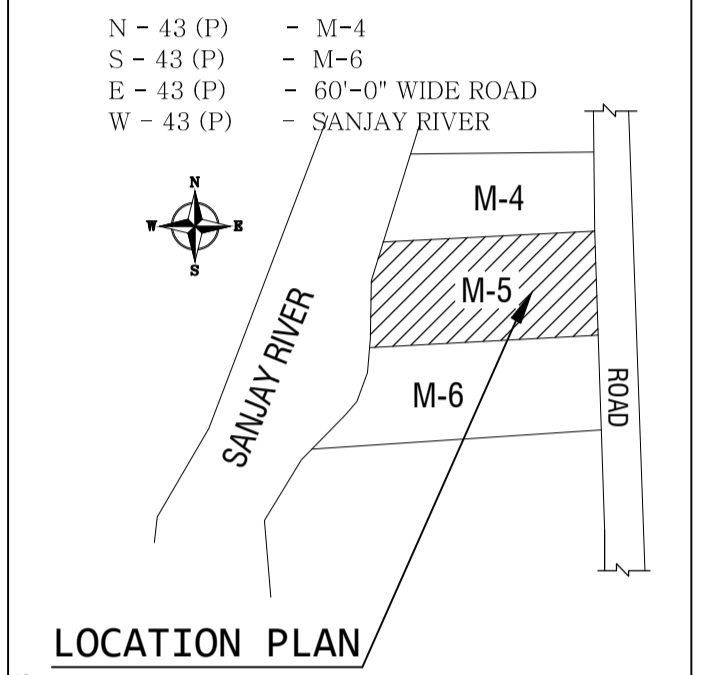 N - 43 (P) - M-4
S - 43 (P) - M-6
E - 43 (P) - 60'-0" WIDE ROAD
W - 43 (P) - SANJAY RIVER
N
W E
S
M-4
M-5
SANJAY RIVER
M-6
ROAD
LOCATION PLAN